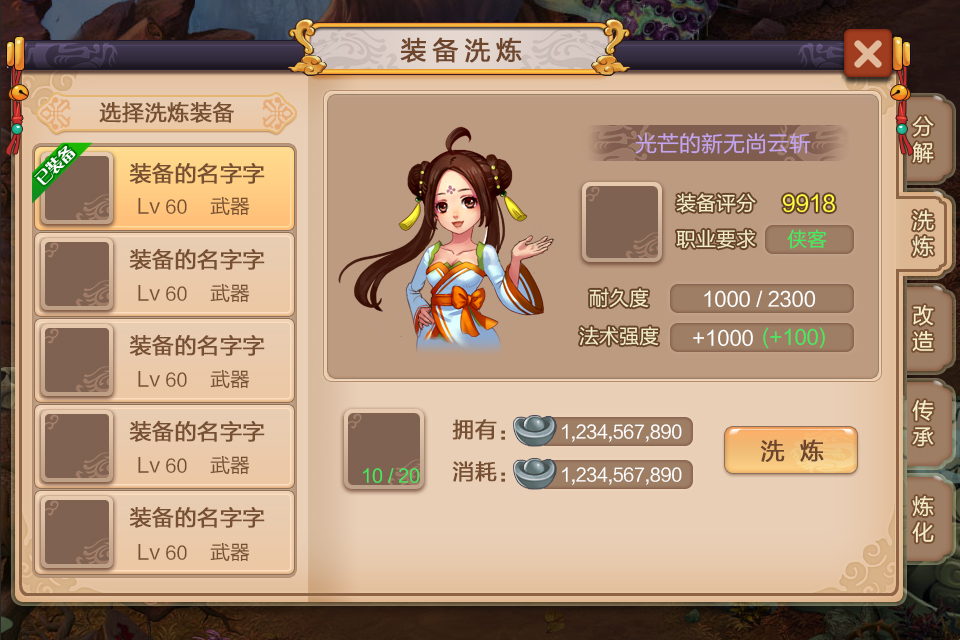 装备洗炼
选择洗炼装备
已装备
装备的名字字
Lv 60 武器
装备的名字字
Lv 60 武器
装备的名字字
Lv 60 武器
装备的名字字
Lv 60 武器
装备的名字字
Lv 60 武器
光芒的新无尚云斩
装备评分 9918
职业要求 侠客
耐久度 1000 / 2300
法术强度 +1000 (+100)
10 / 20
拥有: 1,234,567,890
消耗: 1,234,567,890
洗 炼
分解
洗炼
改造
传承
炼化